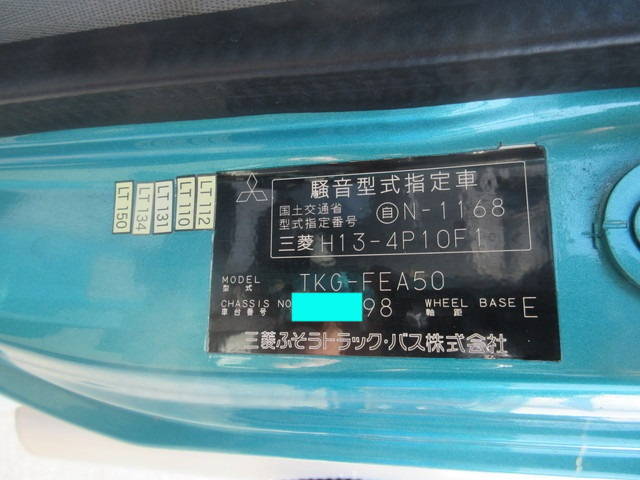 LT150
LT134
LT131
LT110
LT112
騒音型式指定車
国土交通省
型式指定番号 自N-1168
三菱 H13-4P10F1
MODEL
型式 TKG-FEA50
CHASSIS NO
車台番号 98
WHEEL BASE
軸距 E
三菱ふそうトラック・バス株式会社